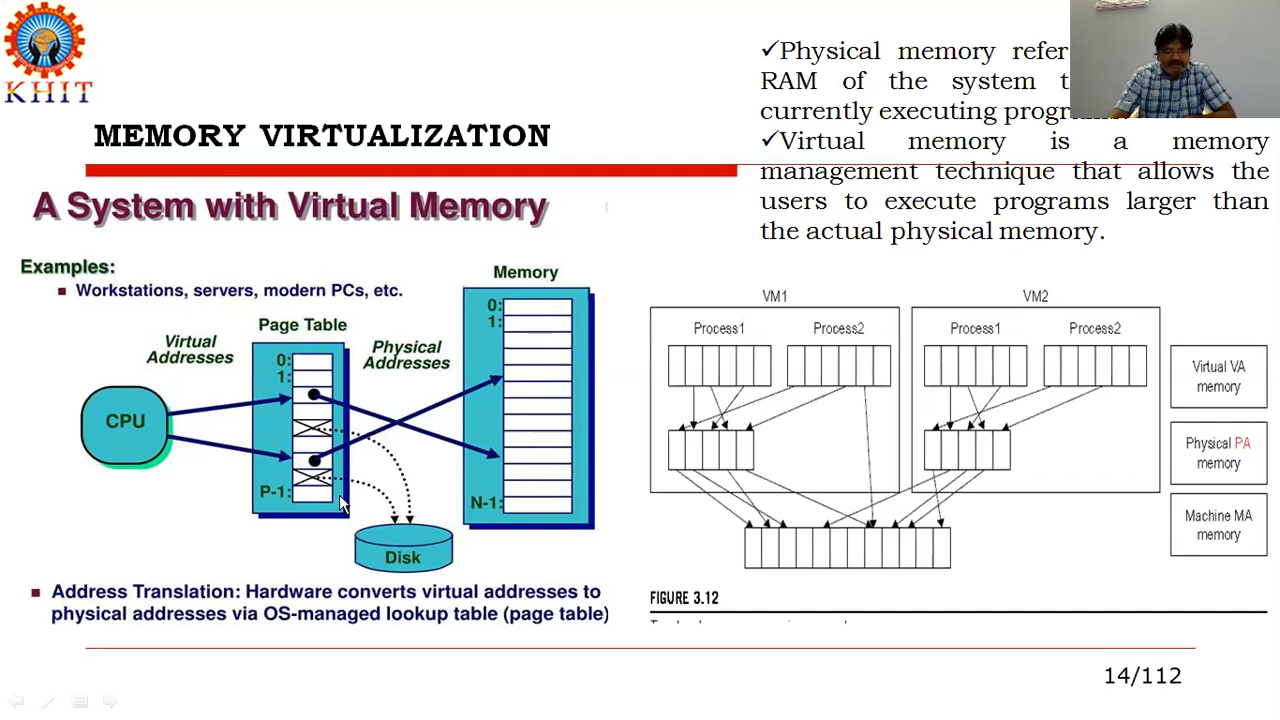 KHIT
MEMORY VIRTUALIZATION
✓Physical memory
RAM of the system
currently executing
✓Virtual memory is a memory
management technique that allows the
users to execute programs larger than
the actual physical memory.
A System with Virtual Memory
Examples:
Workstations, servers, modern PCs, etc.
Virtual
Addresses
Page Table
0:
1:
P-1:
CPU
Physical
Addresses
Memory
0:
1:
N-1:
Disk
Address Translation: Hardware converts virtual addresses to
physical addresses via OS-managed lookup table (page table)
VM1
Process1
Process2
VM2
Process1
Process2
Virtual VA
memory
Physical PA
memory
Machine MA
memory
FIGURE 3.12
14/112